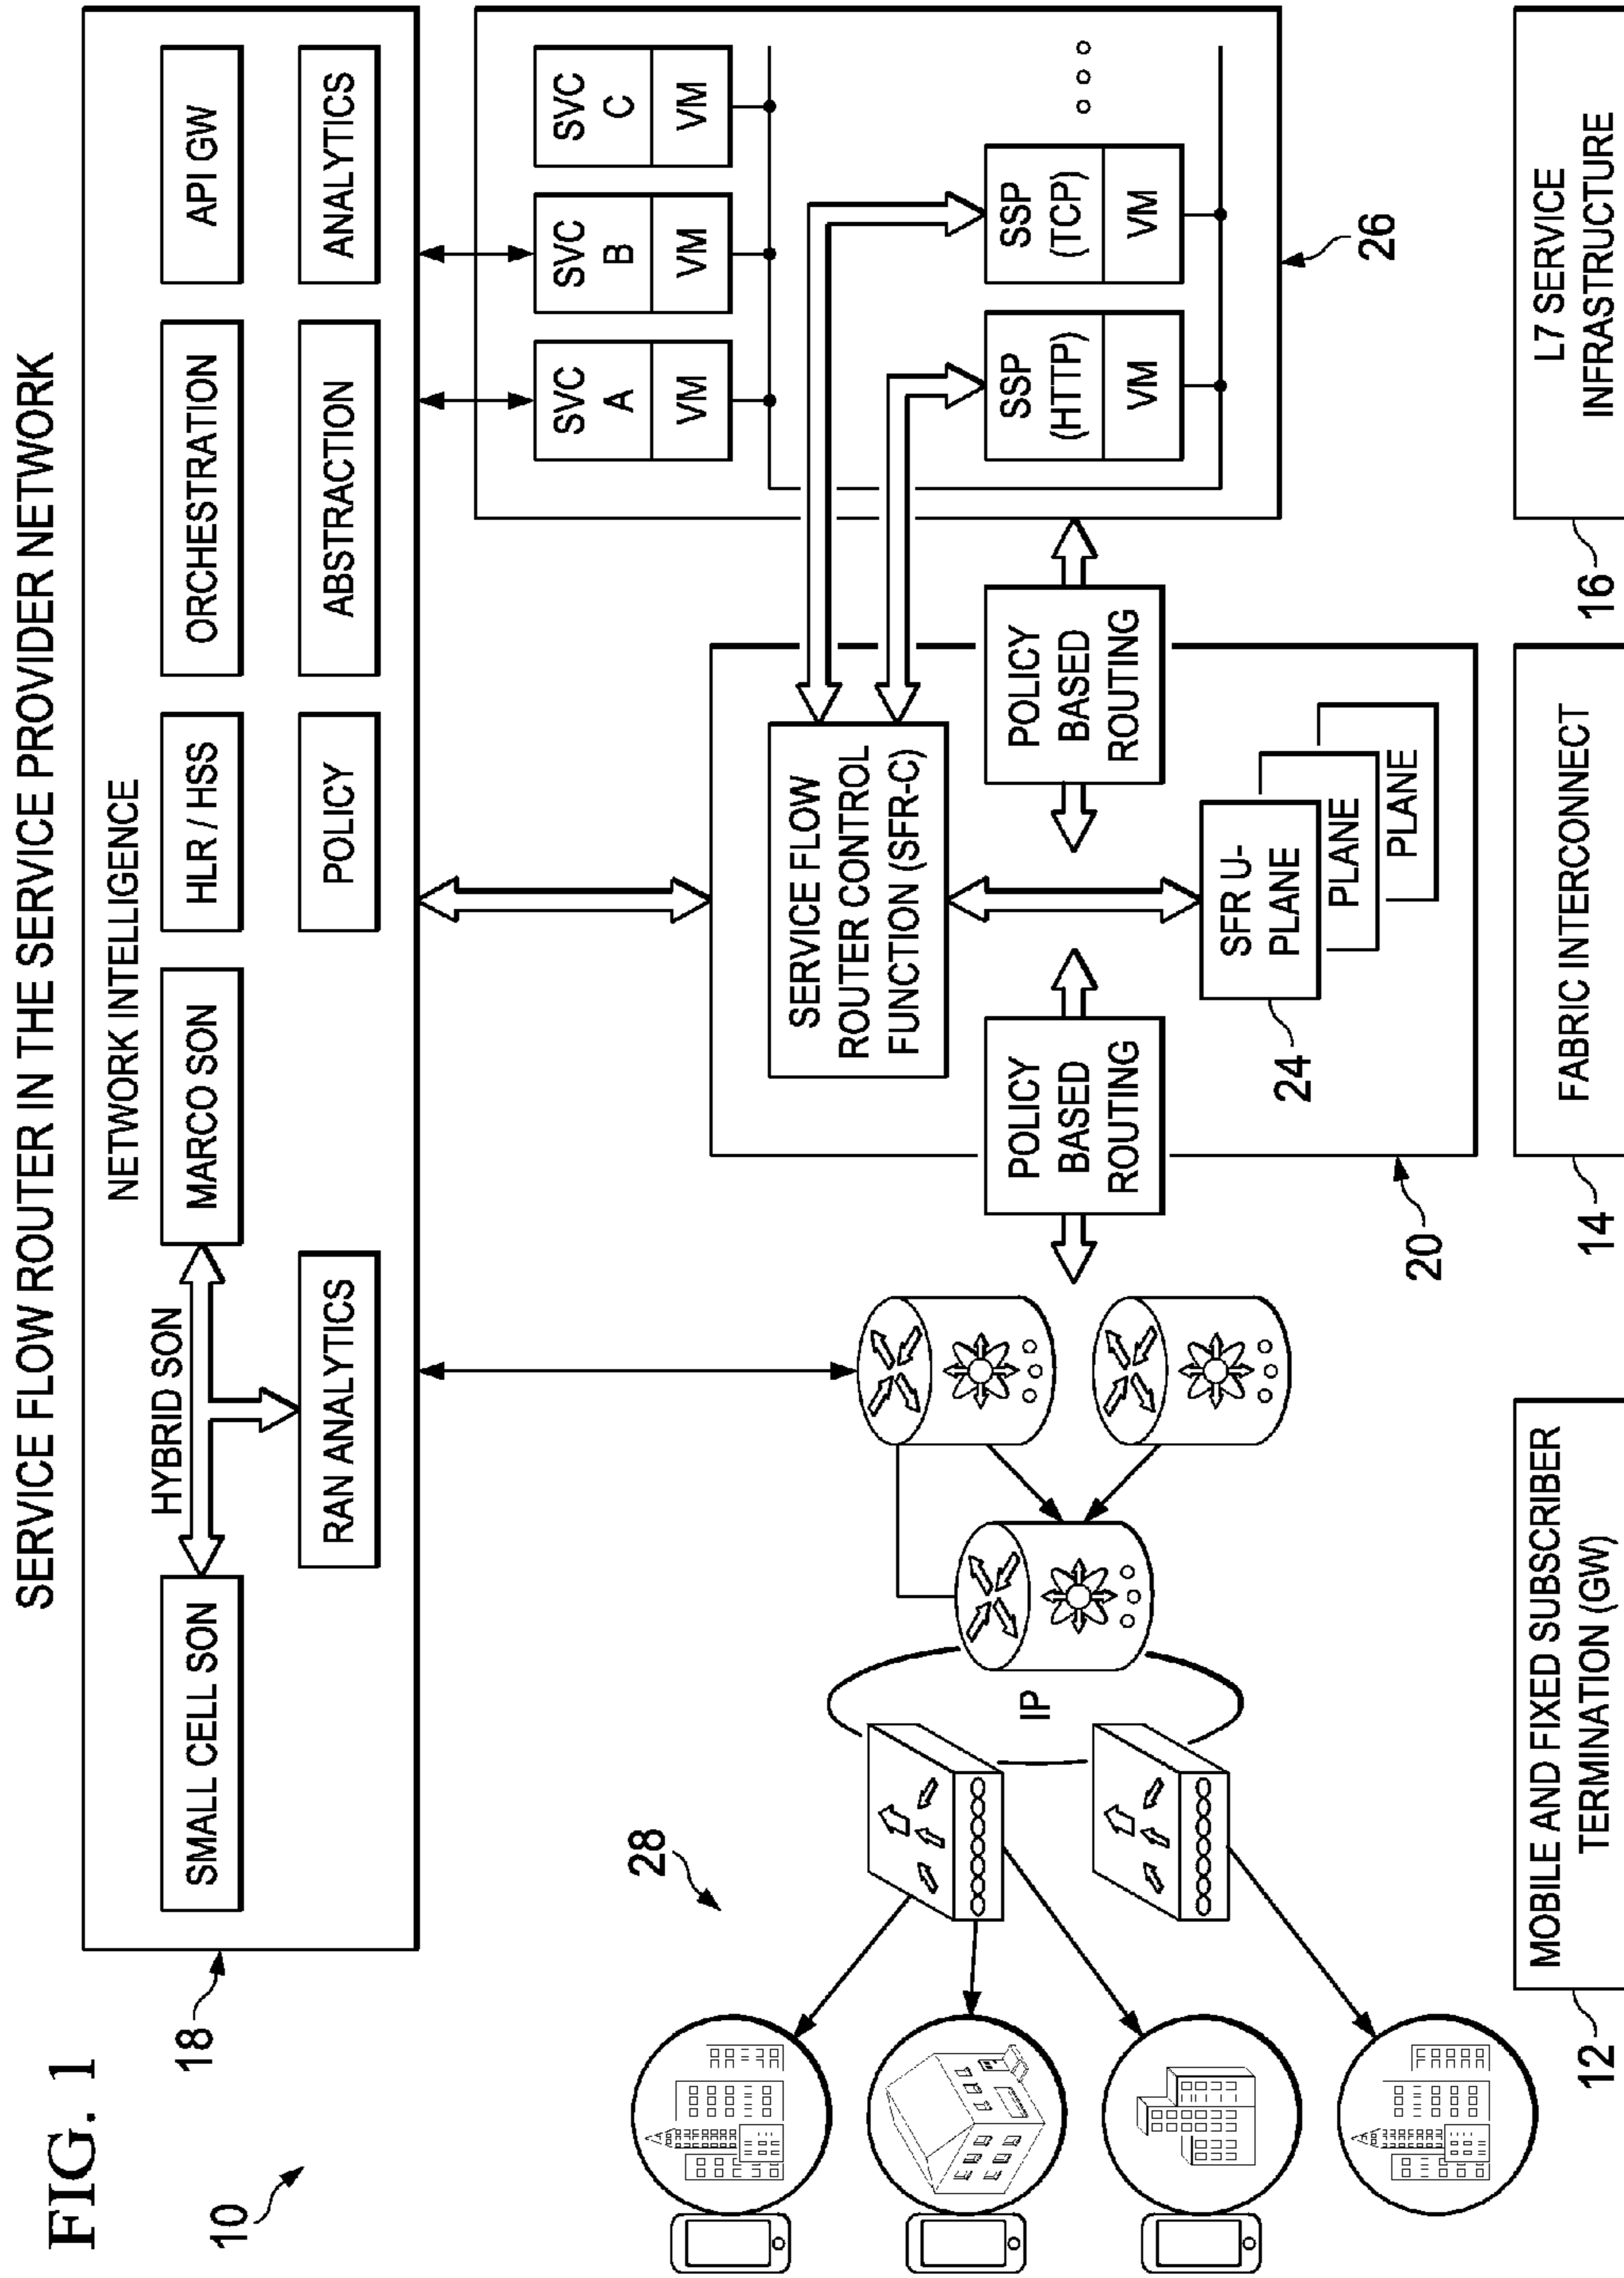 FIG. 1
SERVICE FLOW ROUTER IN THE SERVICE PROVIDER NETWORK
10
18
NETWORK INTELLIGENCE
SMALL CELL SON
HYBRID SON
MARCO SON
HLR / HSS
ORCHESTRATION
API GW
RAN ANALYTICS
POLICY
ABSTRACTION
ANALYTICS
28
IP
SERVICE FLOW
ROUTER CONTROL
FUNCTION (SFR-C)
POLICY
BASED
ROUTING
POLICY
BASED
ROUTING
24
SFR U-
PLANE
PLANE
PLANE
20
SVC
A
VM
SVC
B
VM
SVC
C
VM
SSP
(HTTP)
VM
SSP
(TCP)
VM
26
12
MOBILE AND FIXED SUBSCRIBER
TERMINATION (GW)
14
FABRIC INTERCONNECT
16
L7 SERVICE
INFRASTRUCTURE